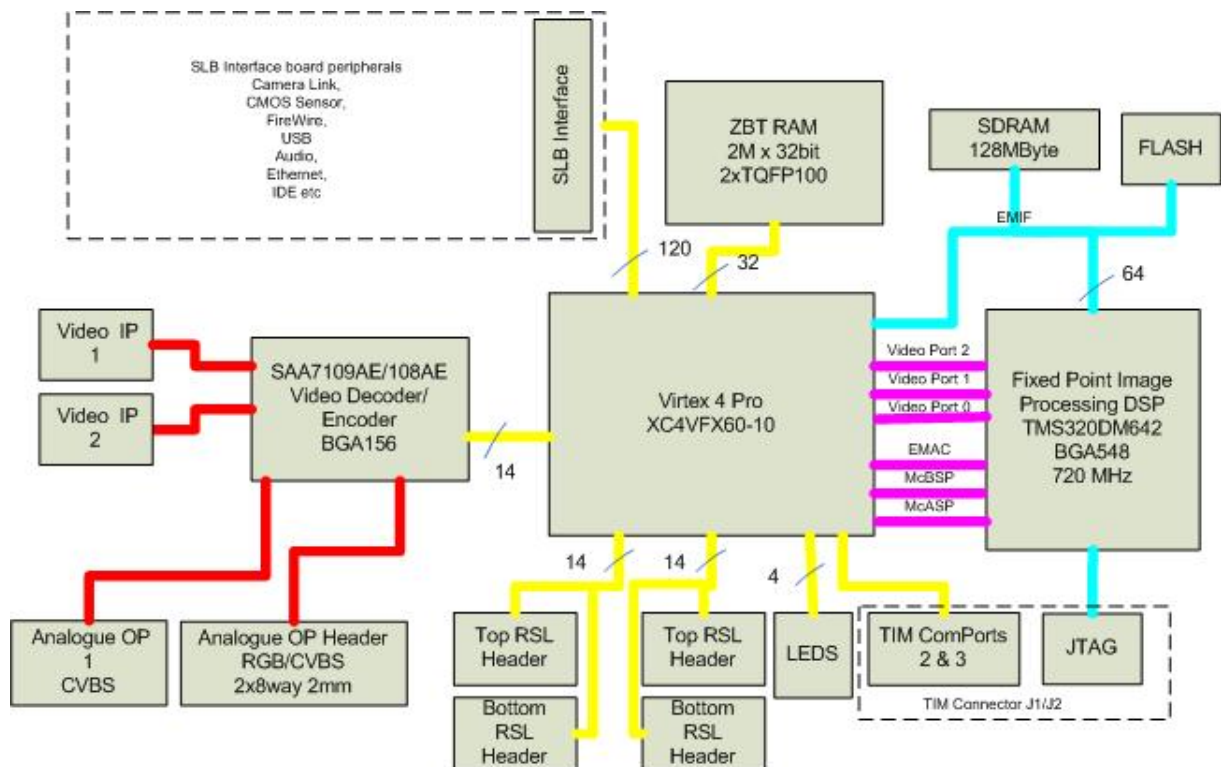 SLB Interface board peripherals
Camera Link,
CMOS Sensor,
FireWire,
USB
Audio,
Ethernet,
IDE etc
SLB Interface
ZBT RAM
2M x 32bit
2xTQFP100
SDRAM
128MByte
FLASH
EMIF
120
32
64
Video IP
1
Video IP
2
SAA7109AE/108AE
Video Decoder/
Encoder
BGA156
14
Virtex 4 Pro
XC4VFX60-10
Video Port 2
Video Port 1
Video Port 0
EMAC
McBSP
McASP
Fixed Point Image
Processing DSP
TMS320DM642
BGA548
720 MHz
14
14
4
Analogue OP
1
CVBS
Analogue OP Header
RGB/CVBS
2x8way 2mm
Top RSL
Header
Bottom
RSL
Header
Top RSL
Header
Bottom
RSL
Header
LEDS
TIM ComPorts
2 & 3
JTAG
TIM Connector J1/J2